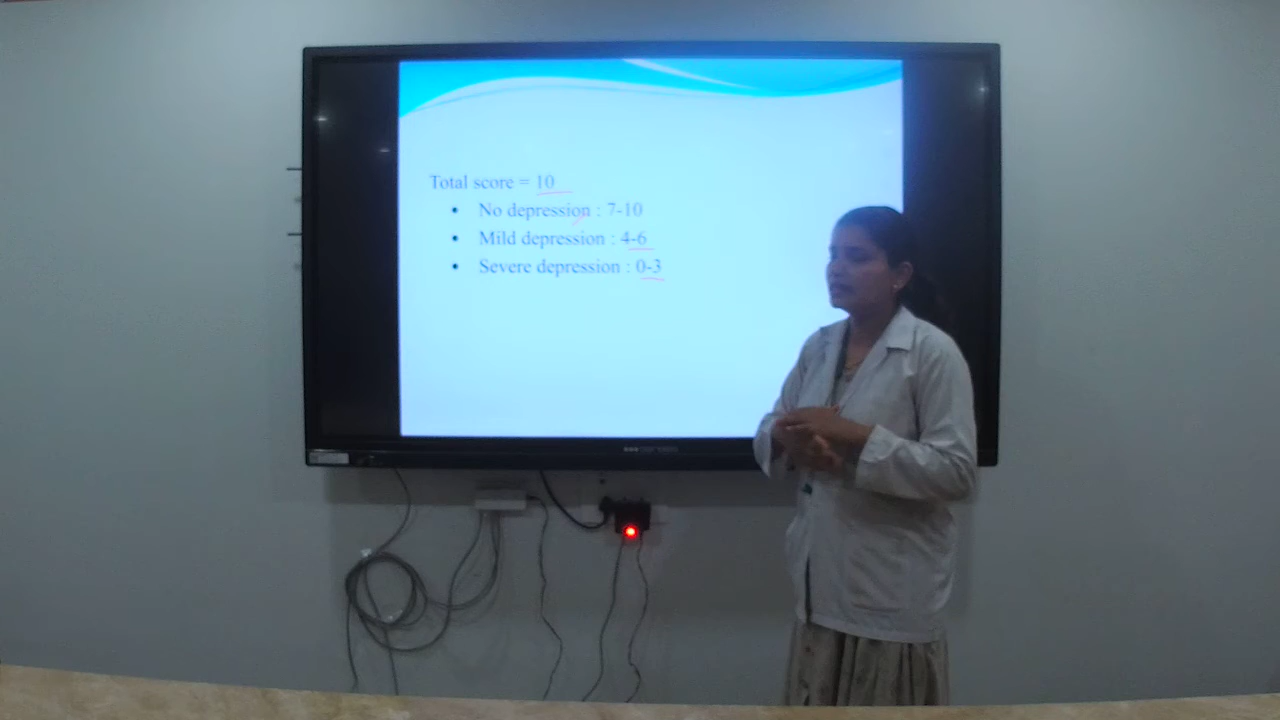 Total score = 10
• No depression : 7-10
• Mild depression : 4-6
• Severe depression : 0-3